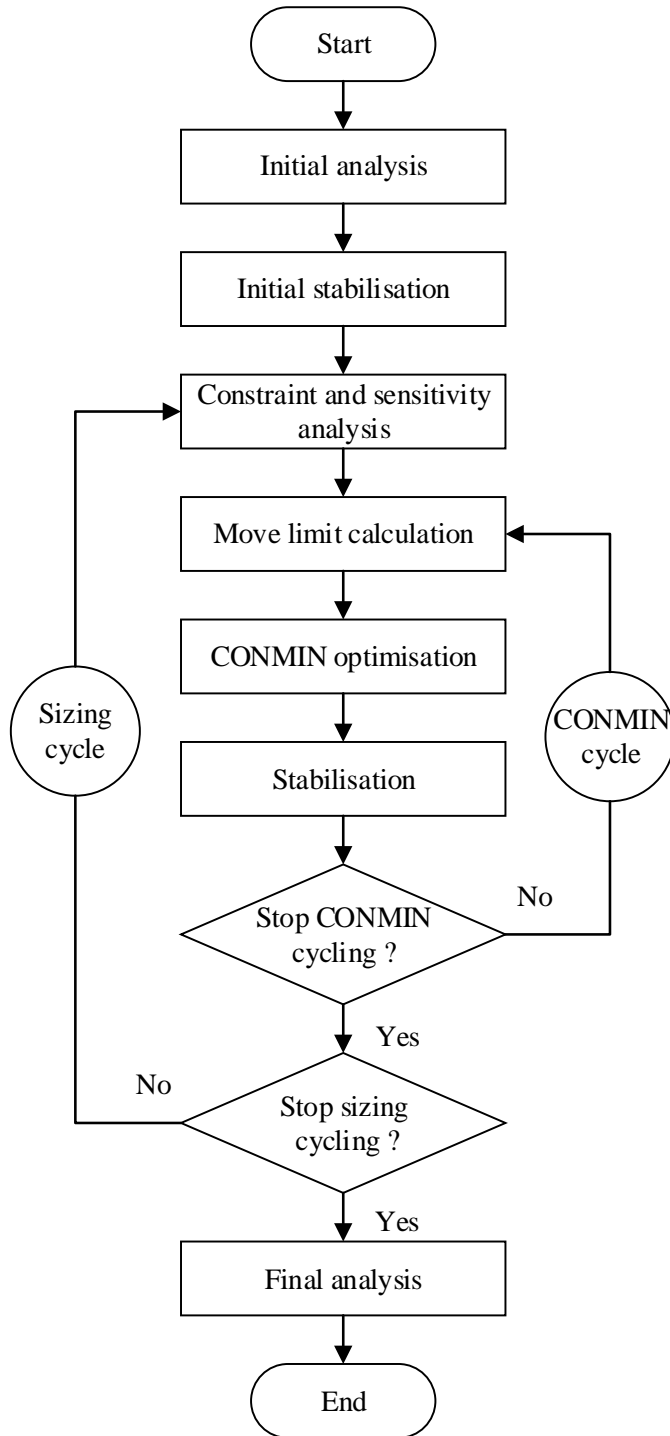 Start
Initial analysis
Initial stabilisation
Constraint and sensitivity
analysis
Move limit calculation
CONMIN optimisation
Sizing
cycle
CONMIN
cycle
Stabilisation
No
Stop CONMIN
cycling ?
Yes
No
Stop sizing
cycling ?
Yes
Final analysis
End